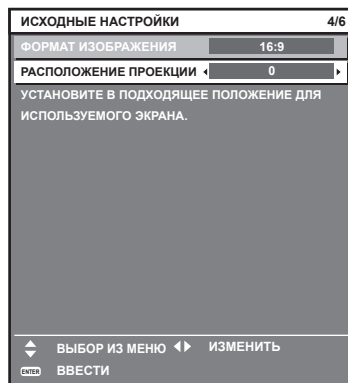 ИСХОДНЫЕ НАСТРОЙКИ 4/6
ФОРМАТ ИЗОБРАЖЕНИЯ 16:9
РАСПОЛОЖЕНИЕ ПРОЕКЦИИ 0
УСТАНОВИТЕ В ПОДХОДЯЩЕЕ ПОЛОЖЕНИЕ ДЛЯ
ИСПОЛЬЗУЕМОГО ЭКРАНА.
ВЫБОР ИЗ МЕНЮ ИЗМЕНИТЬ
ENTER ВВЕСТИ